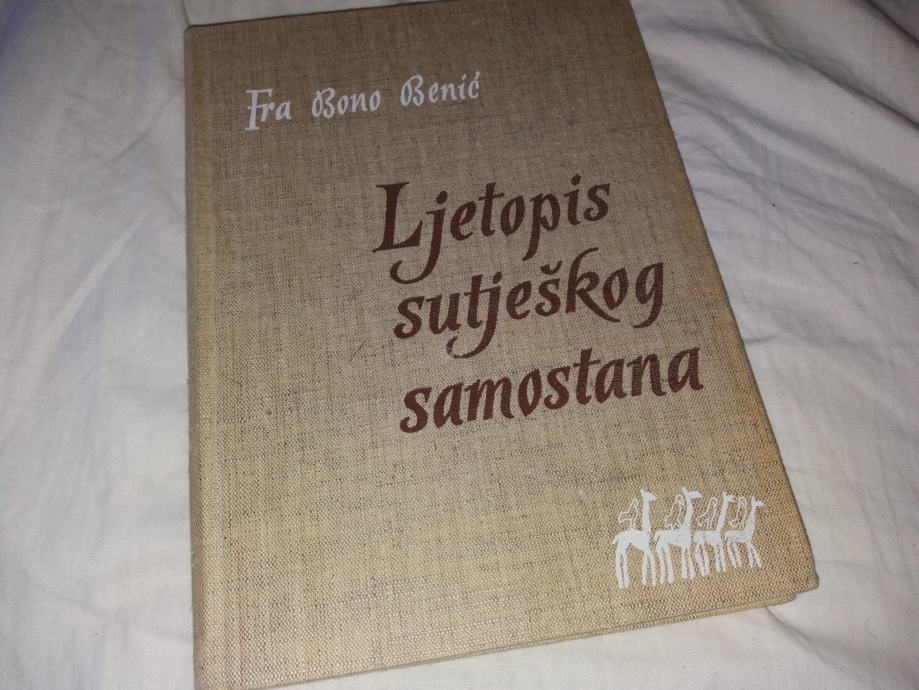 Fra Bono Benić
Ljetopis
sutješkog
samostana